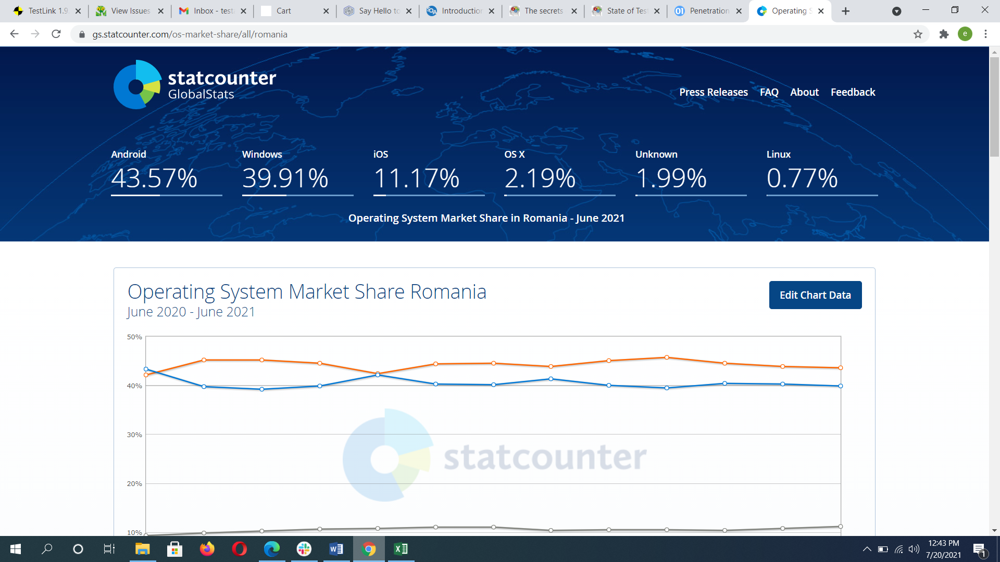 TestLink 1.9.
View Issues
Inbox - testa
Cart
Say Hello to
Introduction
The secrets
State of Test
Penetration
Operating S
gs.statcounter.com/os-market-share/all/romania
e
statcounter
GlobalStats
Press Releases FAQ About Feedback
Android Windows iOS OS X Unknown Linux
43.57% 39.91% 11.17% 2.19% 1.99% 0.77%
Operating System Market Share in Romania - June 2021
Operating System Market Share Romania
June 2020 - June 2021
Edit Chart Data
50%
40%
30%
20%
10%
statcounter
12:43 PM
7/20/2021
1